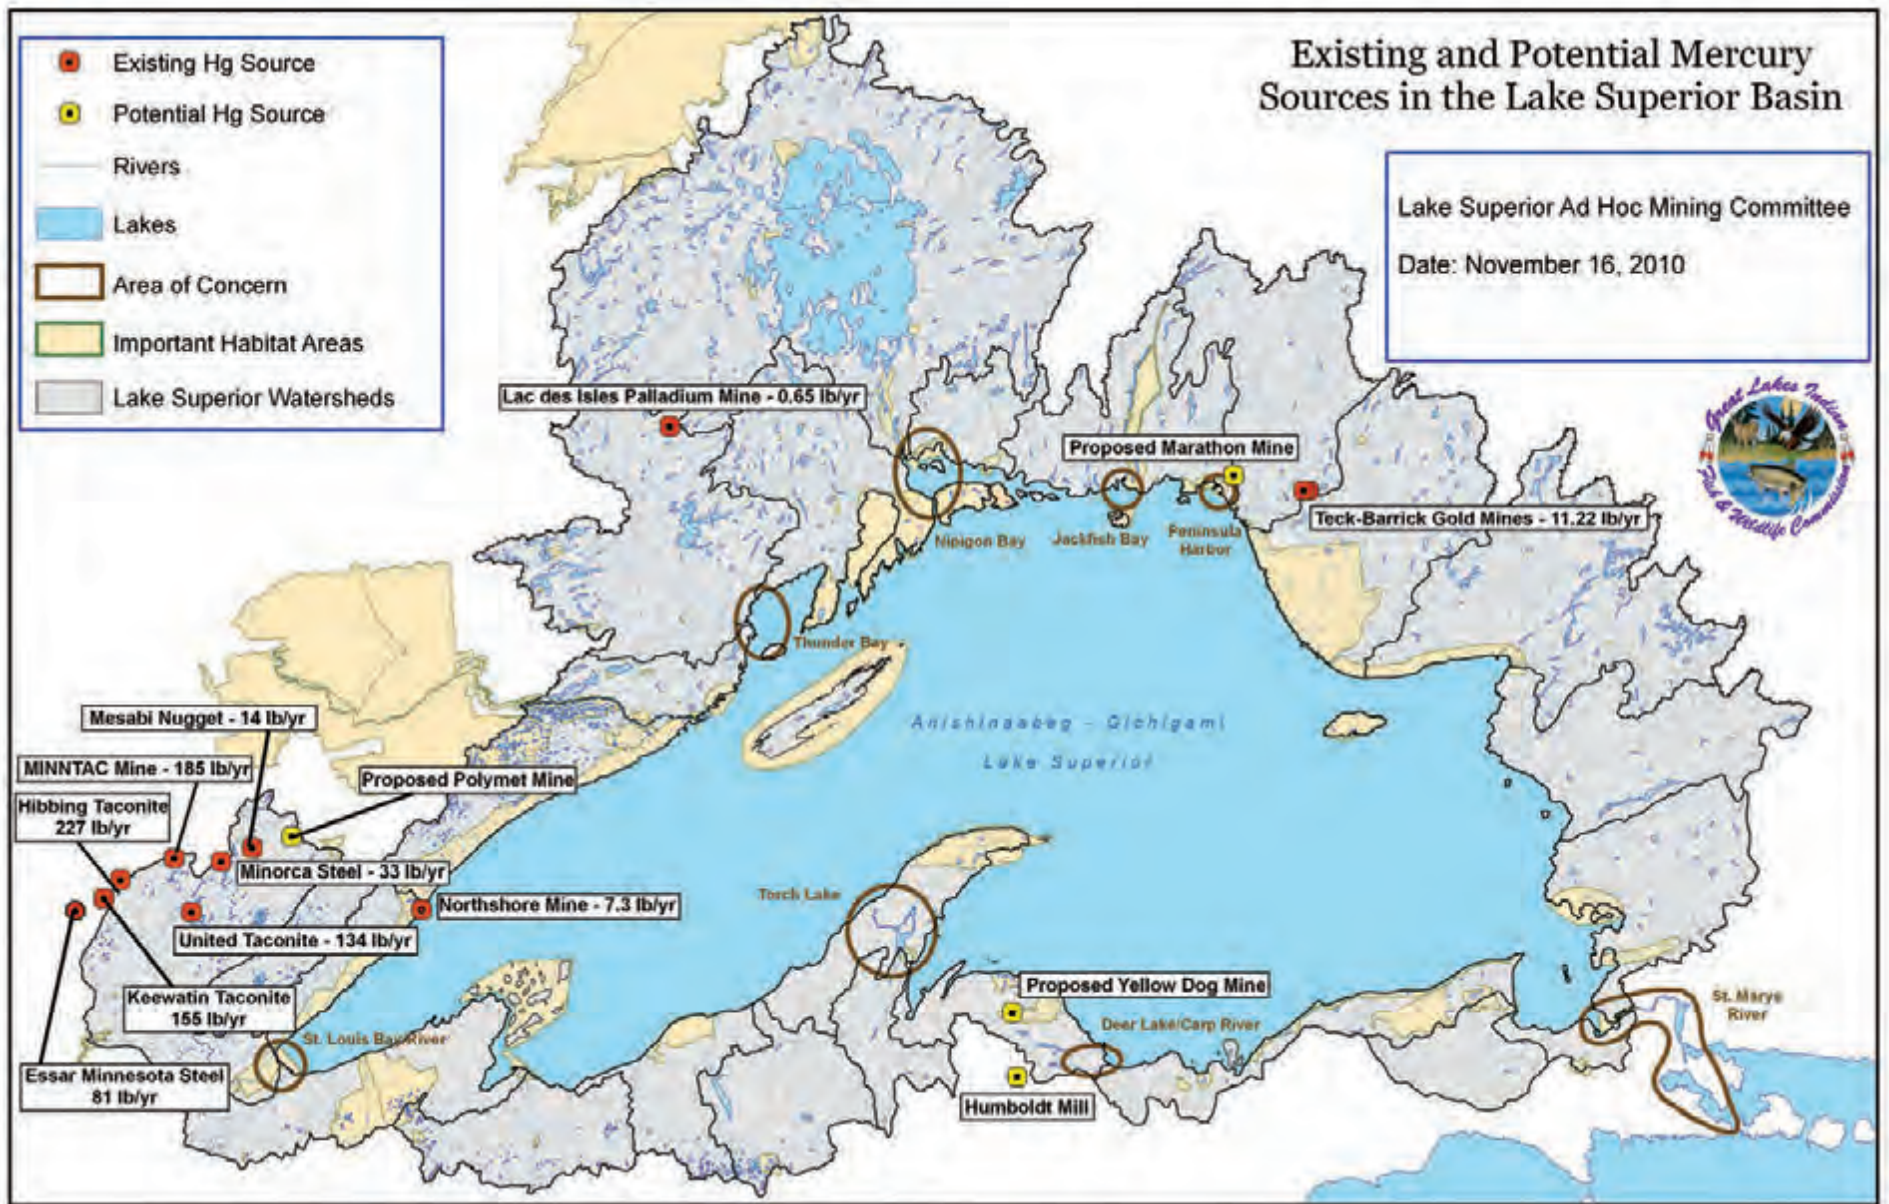 Existing and Potential Mercury
Sources in the Lake Superior Basin
Existing Hg Source
Potential Hg Source
Rivers
Lakes
Area of Concern
Important Habitat Areas
Lake Superior Watersheds
Lake Superior Ad Hoc Mining Committee
Date: November 16, 2010
Great Lakes Indian
Fish & Wildlife Commission
Lac des Isles Palladium Mine - 0.65 lb/yr
Proposed Marathon Mine
Teck-Barrick Gold Mines - 11.22 lb/yr
Nipigon Bay
Jackfish Bay
Peninsula
Harbor
Thunder Bay
Anishinaabeg - Gichigami
Lake Superior
Mesabi Nugget - 14 lb/yr
MINNTAC Mine - 185 lb/yr
Proposed Polymet Mine
Hibbing Taconite
227 lb/yr
Minorca Steel - 33 lb/yr
Northshore Mine - 7.3 lb/yr
Torch Lake
United Taconite - 134 lb/yr
Keewatin Taconite
155 lb/yr
Proposed Yellow Dog Mine
St. Marys
River
Deer Lake/Carp River
St. Louis Bay/River
Essar Minnesota Steel
81 lb/yr
Humboldt Mill